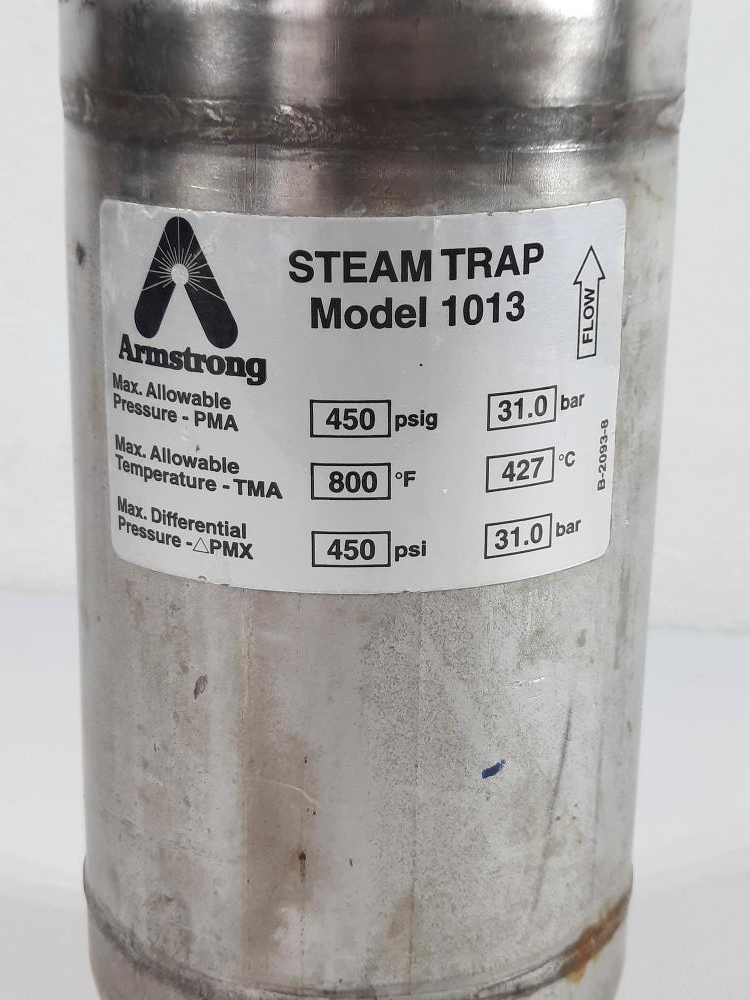 STEAM TRAP
Model 1013
FLOW
Armstrong
Max. Allowable
Pressure - PMA
450 psig 31.0 bar
Max. Allowable
Temperature - TMA
800 °F 427 °C
Max. Differential
Pressure -△PMX
450 psi 31.0 bar
B-2093-8